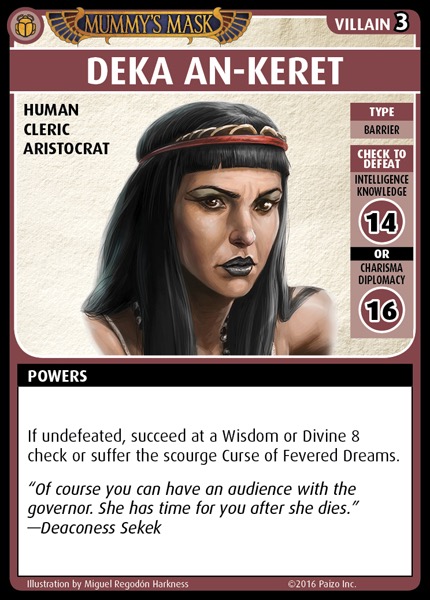 MUMMY'S MASK
VILLAIN 3
DEKA AN-KERET
HUMAN
CLERIC
ARISTOCRAT
TYPE
BARRIER
CHECK TO
DEFEAT
INTELLIGENCE
KNOWLEDGE
14
OR
CHARISMA
DIPLOMACY
16
POWERS
If undefeated, succeed at a Wisdom or Divine 8
check or suffer the scourge Curse of Fevered Dreams.
“Of course you can have an audience with the
governor. She has time for you after she dies.”
—Deaconess Sekek
Illustration by Miguel Regodón Harkness
©2016 Paizo Inc.